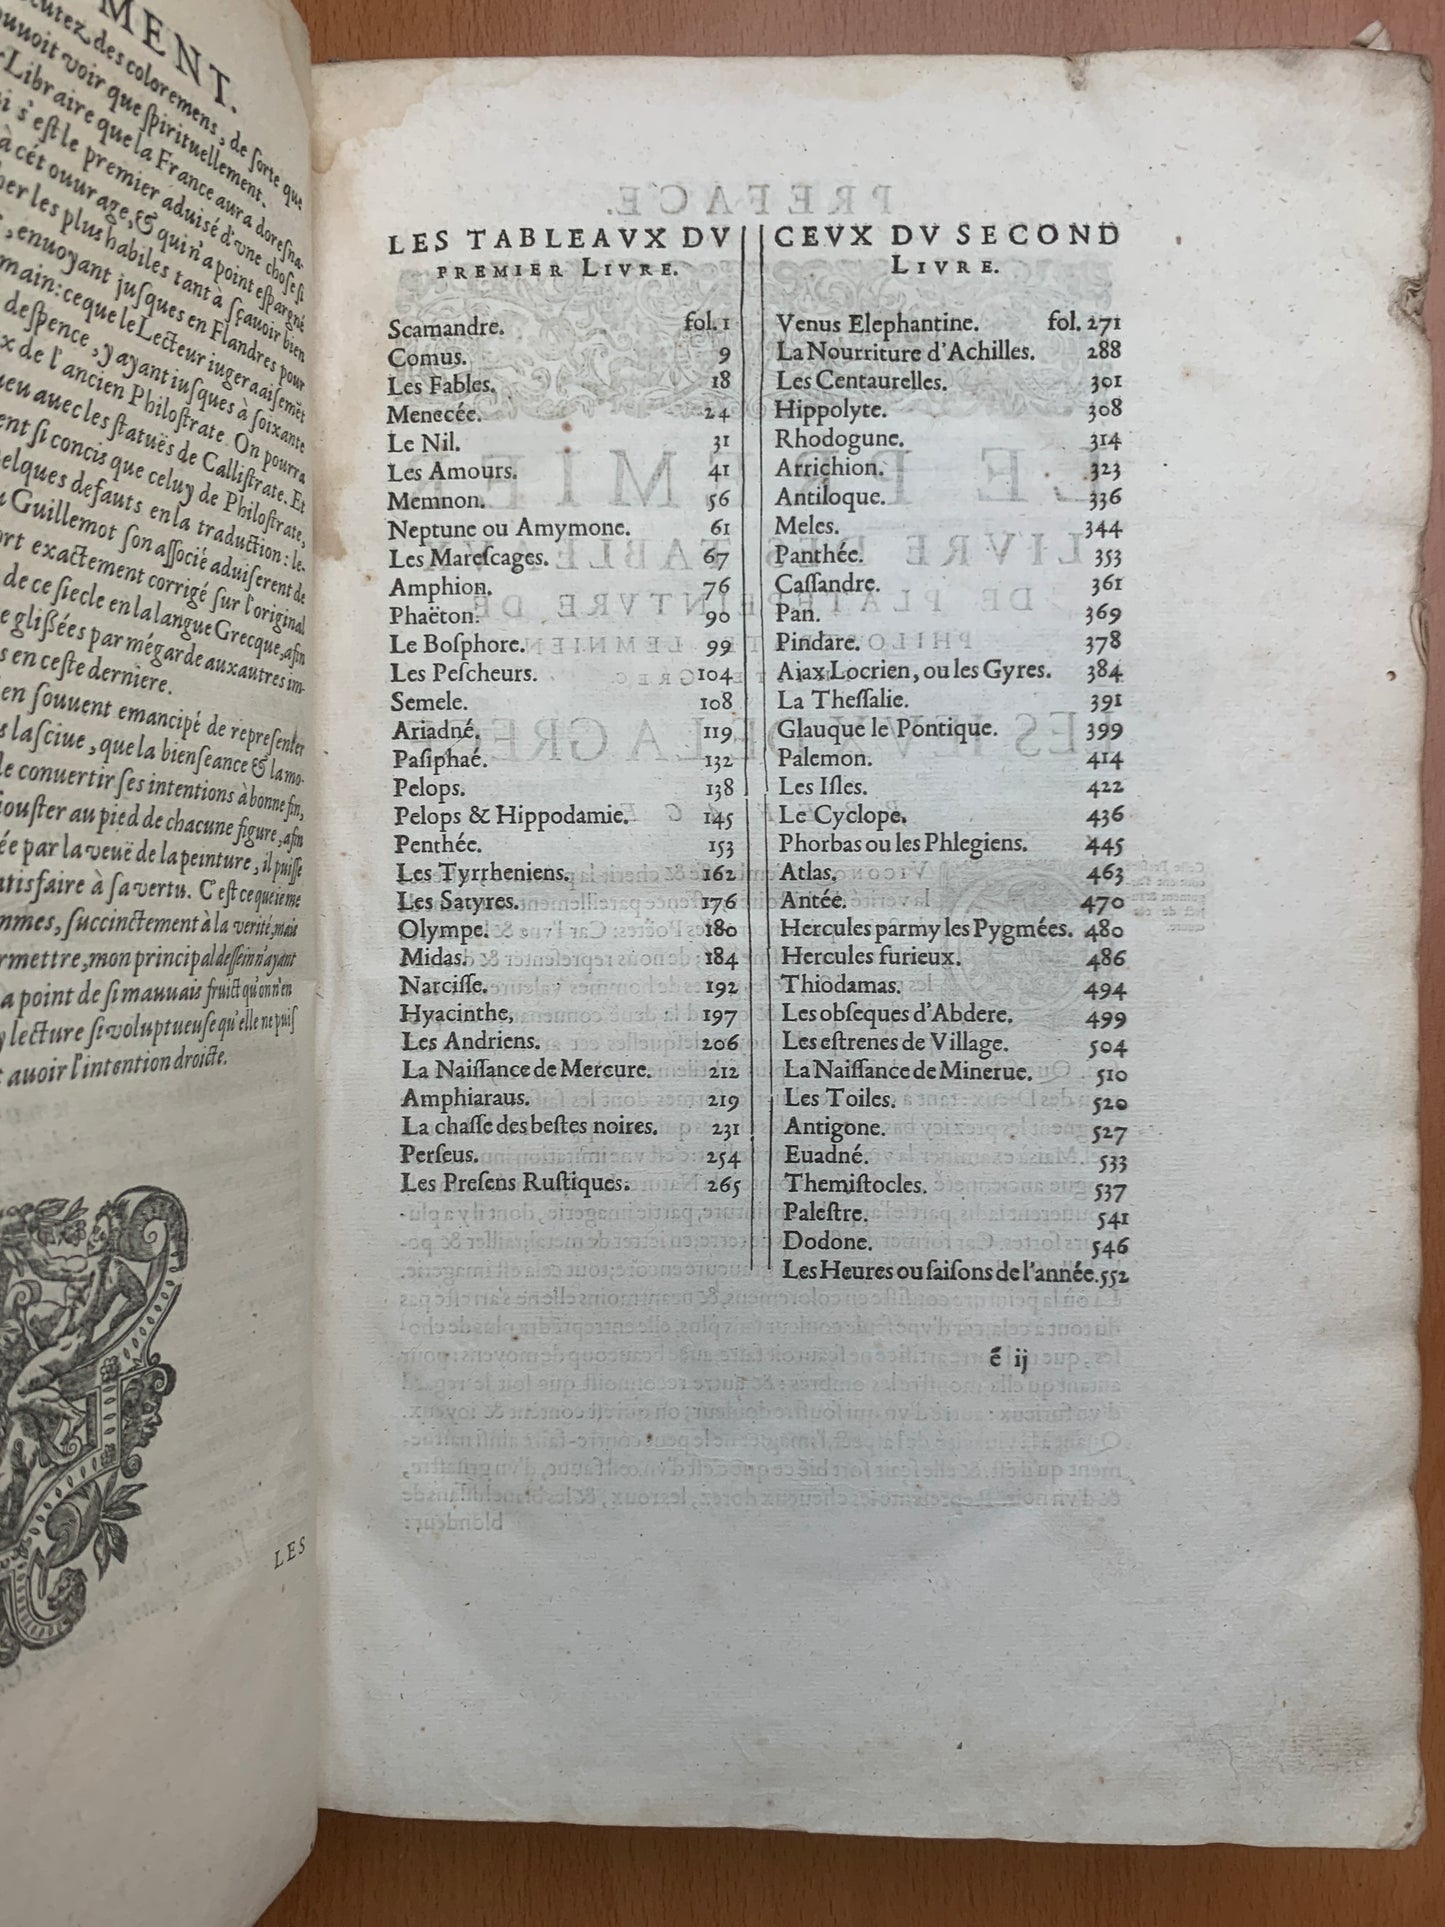 MENT.
utez des coloremens, de ſorte que
uuoit voir que ſpirituellement.
Libraire que la France aura doreſna-
s'eſt le premier aduisé d'vne choſe ſi
à cét ouurage, & qui n'a point eſpargné
her les plus habiles tant à ſçauoir bien
, enuoyant juſques en Flandres pour
main: ce que le Lecteur iugera aiſemēt
deſpence, y ayant iuſques à ſoixante
x de l'ancien Philoſtrate. On pourra
ueu auec les ſtatuës de Calliſtrate. Et
ent ſi concis que celuy de Philoſtrate,
elques defauts en la traduction: le-
Guillemot ſon aſſocié aduiſerent de
ort exactement corrigé ſur l'original
de ce ſiecle en la langue Grecque, afin
e gliſſées par mégarde aux autres im-
s en ceſte derniere.
en ſouuent emancipé de repreſenter
s laſciue, que la bienſeance & la mo-
de conuertir ſes intentions à bonne fin,
iouſter au pied de chacune figure, afin
ée par la veuë de la peinture, il puiſſe
atisfaire à ſa vertu. C'eſt ce que ie me
mmes, ſuccinctement à la verité, mais
rmettre, mon principal deſſein n'ayant
a point de ſi mauuais fruict qu'on n'en
y lecture ſi voluptueuſe qu'elle ne puiſ
auoir l'intention droicte.
LES
LES TABLEAVX DV
PREMIER LIVRE.
Scamandre. fol. 1
Comus. 9
Les Fables. 18
Menecée. 24
Le Nil. 31
Les Amours. 41
Memnon. 56
Neptune ou Amymone. 61
Les Mareſcages. 67
Amphion. 76
Phaëton. 90
Le Boſphore. 99
Les Peſcheurs. 104
Semele. 108
Ariadné. 119
Paſiphaé. 132
Pelops. 138
Pelops & Hippodamie. 145
Penthée. 153
Les Tyrrheniens. 162
Les Satyres. 176
Olympe. 180
Midas. 184
Narciſſe. 192
Hyacinthe, 197
Les Andriens. 206
La Naiſſance de Mercure. 212
Amphiaraus. 219
La chaſſe des beſtes noires. 231
Perſeus. 254
Les Preſens Ruſtiques. 265
CEVX DV SECOND
LIVRE.
Venus Elephantine. fol. 271
La Nourriture d'Achilles. 288
Les Centaurelles. 301
Hippolyte. 308
Rhodogune. 314
Arrichion. 323
Antiloque. 336
Meles. 344
Panthée. 353
Caſſandre. 361
Pan. 369
Pindare. 378
Ajax Locrien, ou les Gyres. 384
La Theſſalie. 391
Glauque le Pontique. 399
Palemon. 414
Les Iſles. 422
Le Cyclope. 436
Phorbas ou les Phlegiens. 445
Atlas. 463
Antée. 470
Hercules parmy les Pygmées. 480
Hercules furieux. 486
Thiodamas. 494
Les obſeques d'Abdere. 499
Les eſtrenes de Village. 504
La Naiſſance de Minerue. 510
Les Toiles. 520
Antigone. 527
Euadné. 533
Themiſtocles. 537
Paleſtre. 541
Dodone. 546
Les Heures ou ſaiſons de l'année. 552
é ij